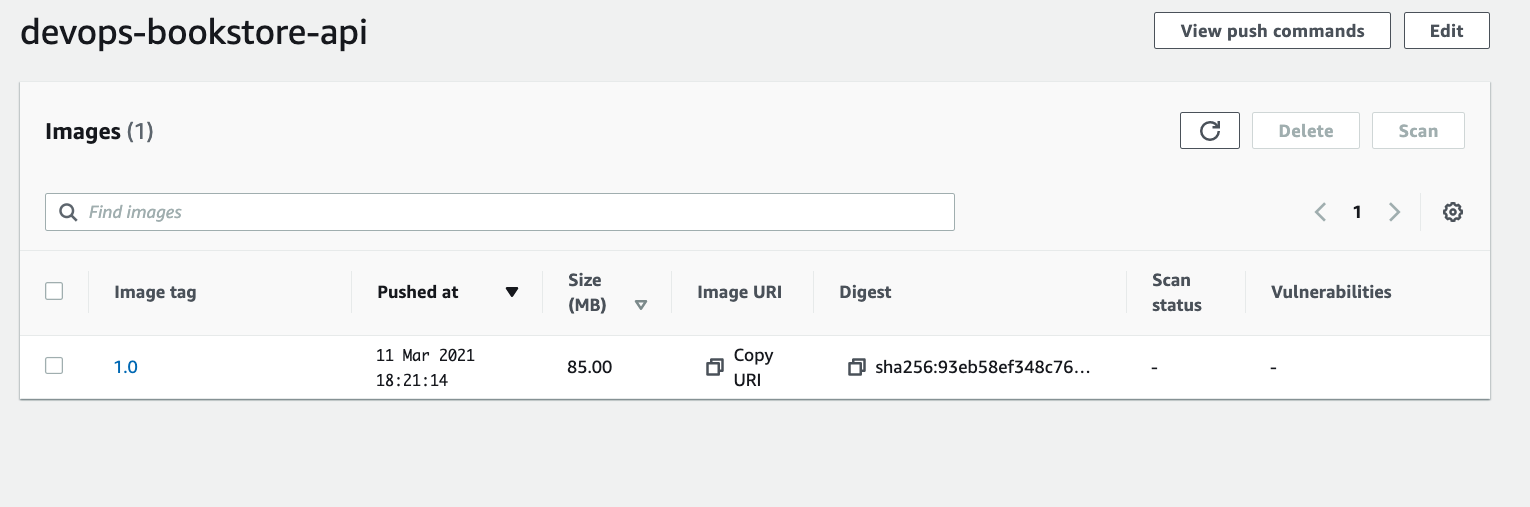 devops-bookstore-api
View push commands
Edit
Images (1)
Delete
Scan
Find images
1
Image tag
Pushed at
Size
(MB)
Image URI
Digest
Scan
status
Vulnerabilities
1.0
11 Mar 2021
18:21:14
85.00
Copy
URI
sha256:93eb58ef348c76...
-
-